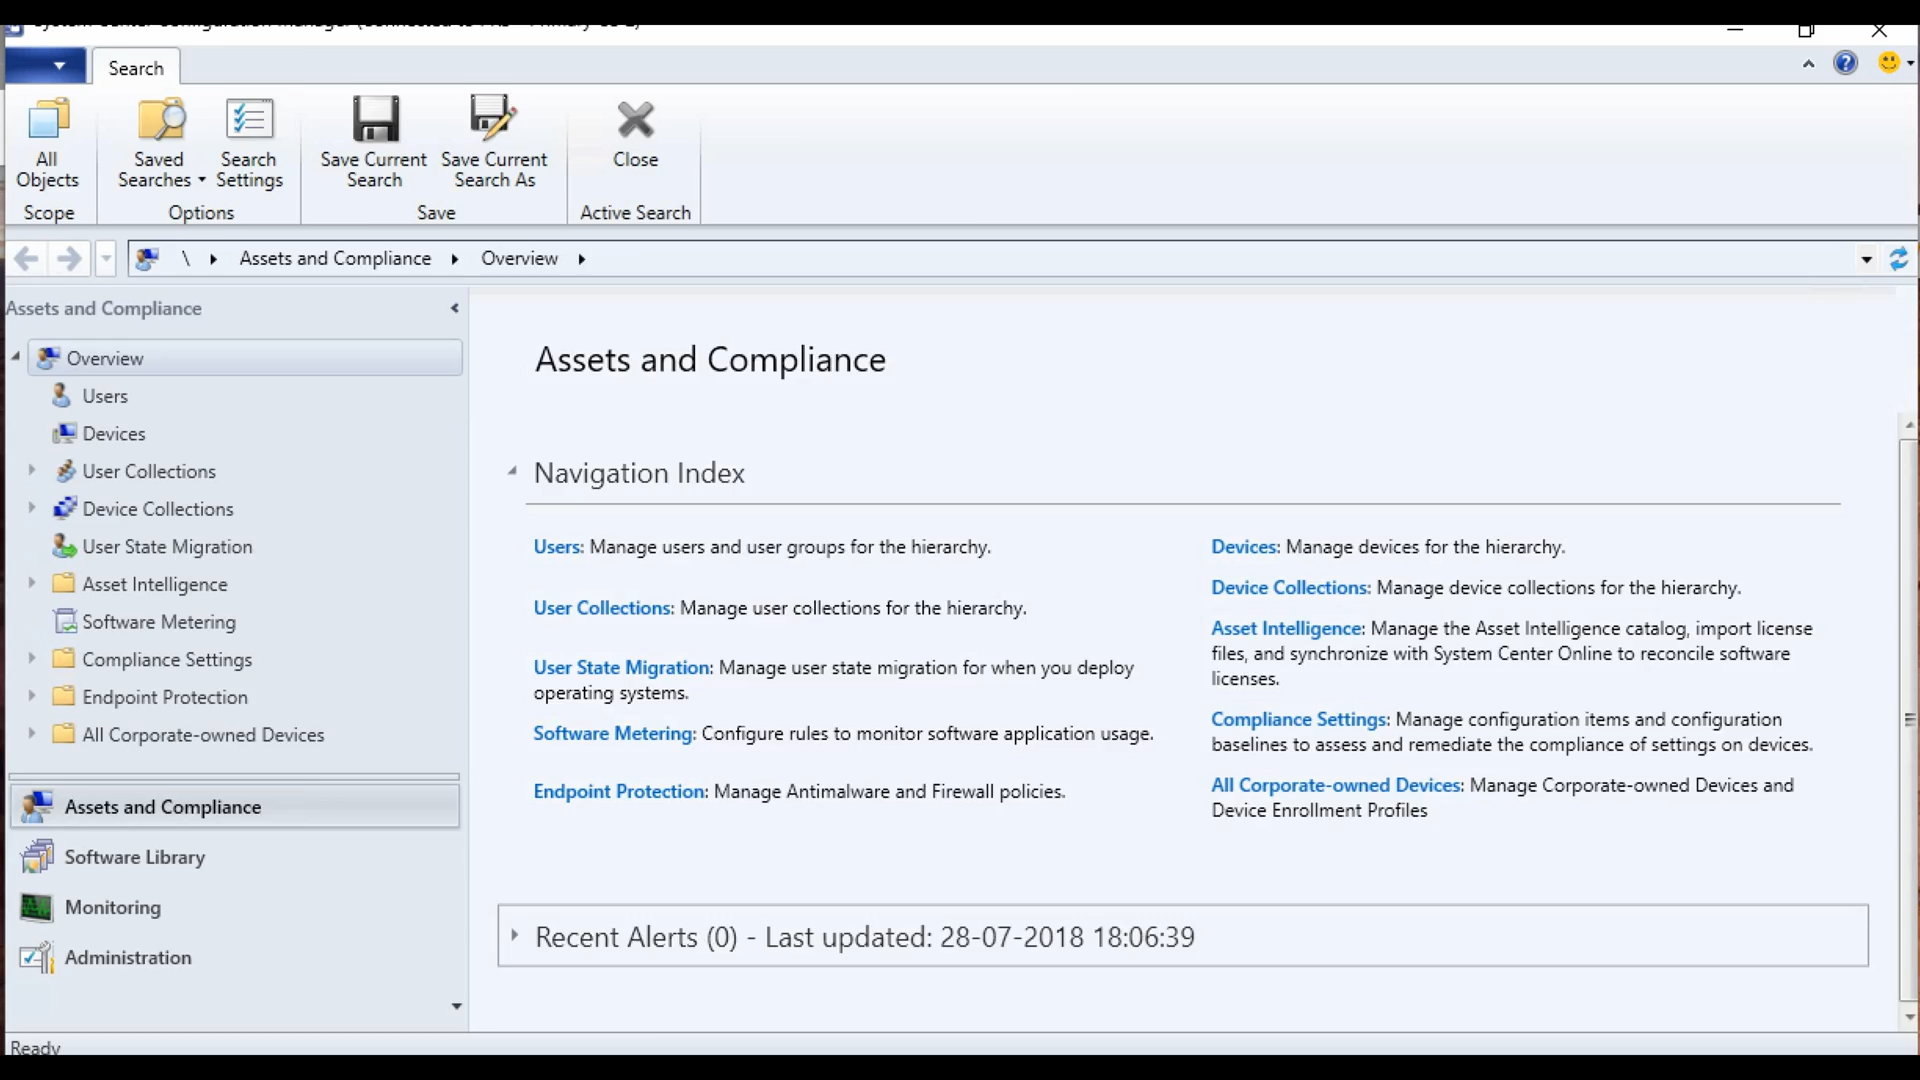 Search
All
Objects
Saved
Searches
Search
Settings
Save Current
Search
Save Current
Search As
Close
Scope
Options
Save
Active Search
\
Assets and Compliance
Overview
Assets and Compliance
Overview
Users
Devices
User Collections
Device Collections
User State Migration
Asset Intelligence
Software Metering
Compliance Settings
Endpoint Protection
All Corporate-owned Devices
Assets and Compliance
Software Library
Monitoring
Administration
Assets and Compliance
Navigation Index
Users: Manage users and user groups for the hierarchy.
User Collections: Manage user collections for the hierarchy.
User State Migration: Manage user state migration for when you deploy
operating systems.
Software Metering: Configure rules to monitor software application usage.
Endpoint Protection: Manage Antimalware and Firewall policies.
Devices: Manage devices for the hierarchy.
Device Collections: Manage device collections for the hierarchy.
Asset Intelligence: Manage the Asset Intelligence catalog, import license
files, and synchronize with System Center Online to reconcile software
licenses.
Compliance Settings: Manage configuration items and configuration
baselines to assess and remediate the compliance of settings on devices.
All Corporate-owned Devices: Manage Corporate-owned Devices and
Device Enrollment Profiles
Recent Alerts (0) - Last updated: 28-07-2018 18:06:39
Ready